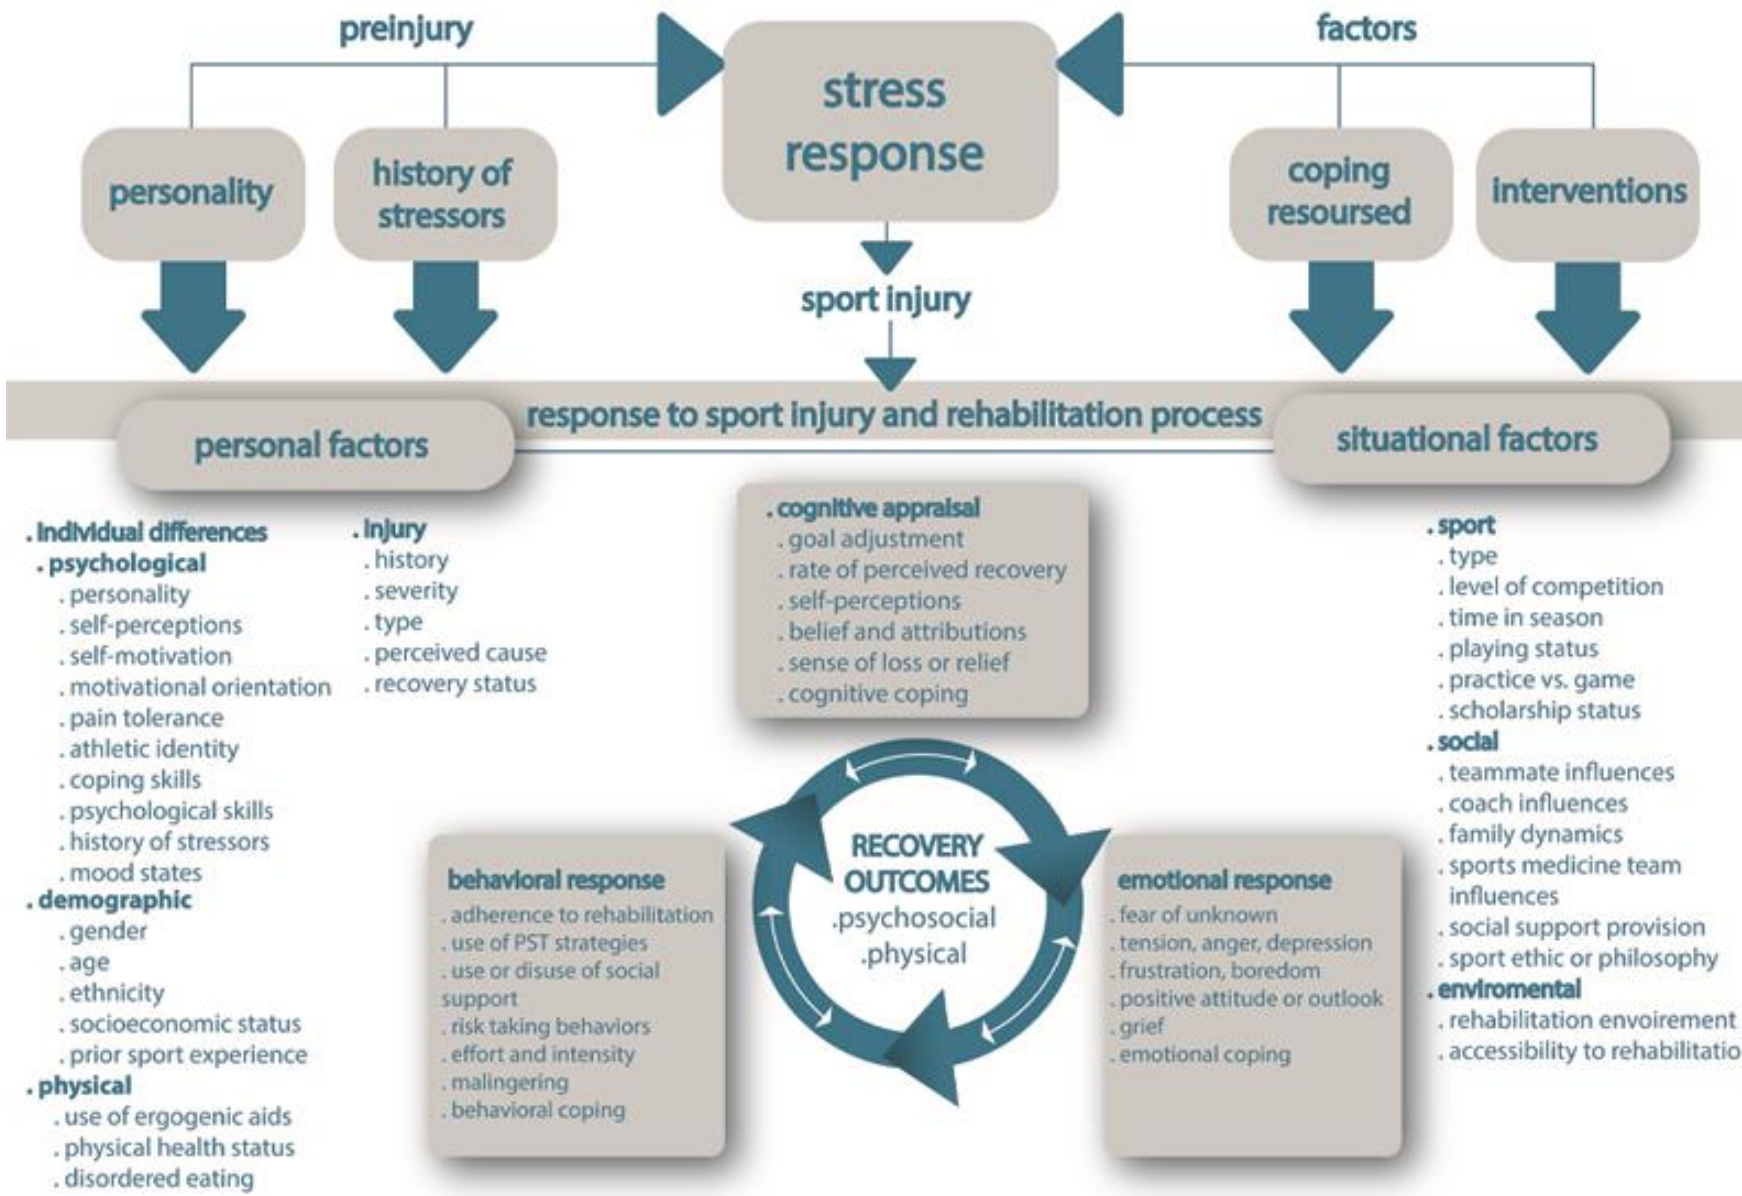 preinjury
factors
stress
response
personality
history of
stressors
coping
resoursed
interventions
sport injury
response to sport injury and rehabilitation process
personal factors
situational factors
. individual differences
. psychological
. personality
. self-perceptions
. self-motivation
. motivational orientation
. pain tolerance
. athletic identity
. coping skills
. psychological skills
. history of stressors
. mood states
. demographic
. gender
. age
. ethnicity
. socioeconomic status
. prior sport experience
. physical
. use of ergogenic aids
. physical health status
. disordered eating
. injury
. history
. severity
. type
. perceived cause
. recovery status
. cognitive appraisal
. goal adjustment
. rate of perceived recovery
. self-perceptions
. belief and attributions
. sense of loss or relief
. cognitive coping
behavioral response
. adherence to rehabilitation
. use of PST strategies
. use or disuse of social
support
. risk taking behaviors
. effort and intensity
. malingering
. behavioral coping
RECOVERY
OUTCOMES
.psychosocial
.physical
emotional response
. fear of unknown
. tension, anger, depression
. frustration, boredom
. positive attitude or outlook
. grief
. emotional coping
. sport
. type
. level of competition
. time in season
. playing status
. practice vs. game
. scholarship status
. social
. teammate influences
. coach influences
. family dynamics
. sports medicine team
influences
. social support provision
. sport ethic or philosophy
. enviromental
. rehabilitation envoirement
. accessibility to rehabilitatio